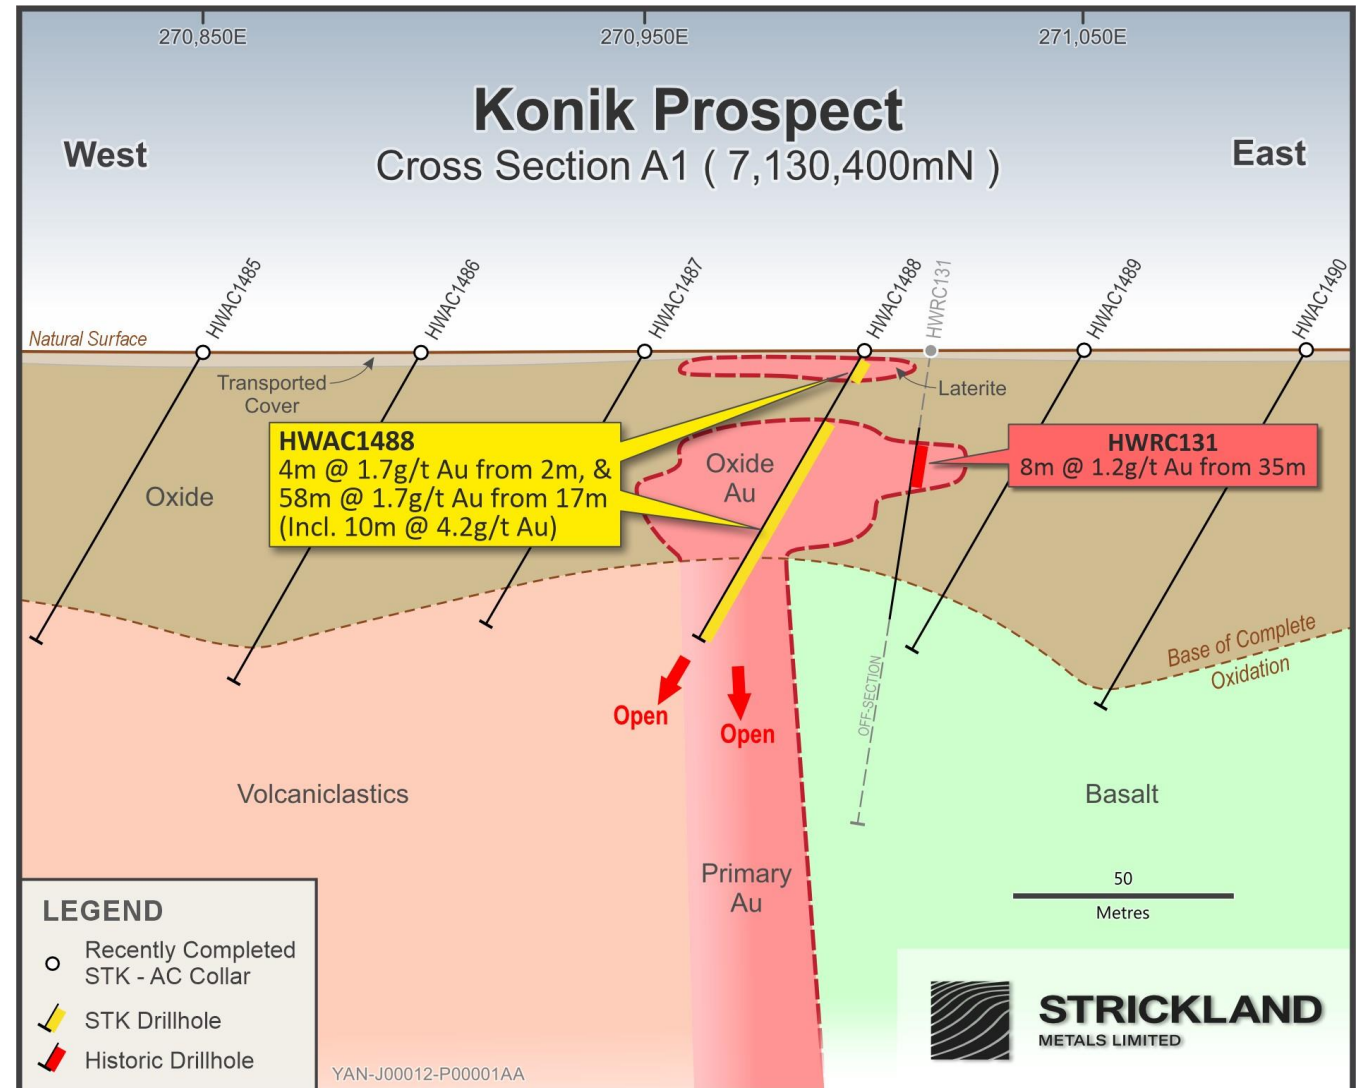 270,850E
270,950E
271,050E
Konik Prospect
West
Cross Section A1 ( 7,130,400mN )
East
HWAC1485
HWAC1486
HWAC1487
HWAC1488
HWRC131
HWAC1489
HWAC1490
Natural Surface
Transported
Cover
Laterite
HWAC1488
4m @ 1.7g/t Au from 2m, &
58m @ 1.7g/t Au from 17m
(Incl. 10m @ 4.2g/t Au)
HWRC131
8m @ 1.2g/t Au from 35m
Oxide
Oxide
Au
Base of Complete
Oxidation
OFF-SECTION
Open
Open
Volcaniclastics
Basalt
Primary
Au
50
Metres
LEGEND
Recently Completed
STK - AC Collar
STK Drillhole
Historic Drillhole
YAN-J00012-P00001AA
STRICKLAND
METALS LIMITED